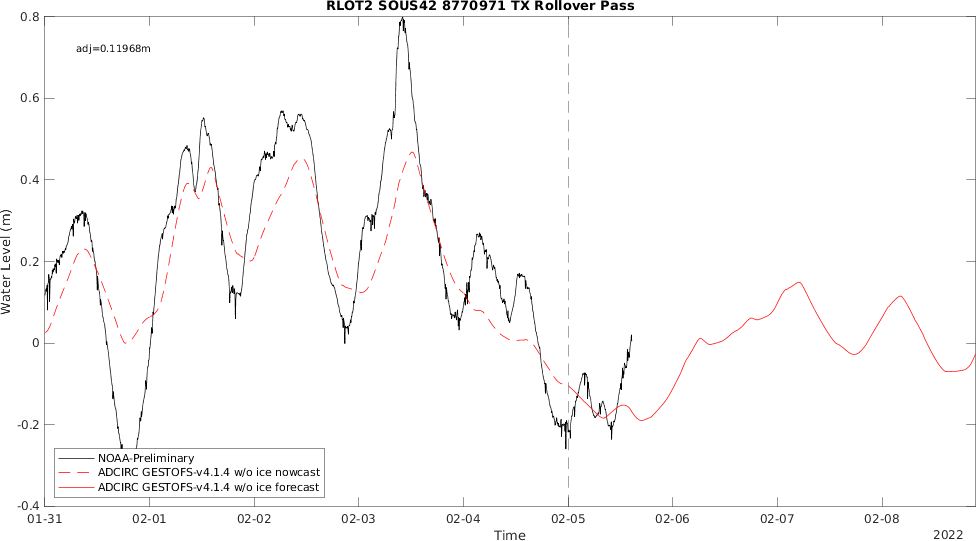 RLOT2 SOUS42 8770971 TX Rollover Pass
adj=0.11968m
Water Level (m)
0.8
0.6
0.4
0.2
0
-0.2
-0.4
NOAA-Preliminary
ADCIRC GESTOFS-v4.1.4 w/o ice nowcast
ADCIRC GESTOFS-v4.1.4 w/o ice forecast
01-31 02-01 02-02 02-03 02-04 02-05 02-06 02-07 02-08
Time
2022